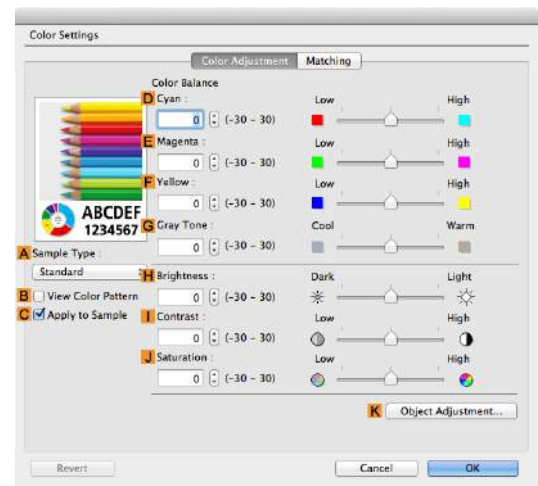 Color Settings
Color Adjustment Matching
Color Balance
D Cyan : Low High
0 (-30 - 30)
E Magenta : Low High
0 (-30 - 30)
F Yellow : Low High
0 (-30 - 30)
ABCDEF
1234567
G Gray Tone : Cool Warm
0 (-30 - 30)
A Sample Type :
Standard
H Brightness : Dark Light
0 (-30 - 30)
B View Color Pattern
C Apply to Sample
I Contrast : Low High
0 (-30 - 30)
J Saturation : Low High
0 (-30 - 30)
K Object Adjustment...
Revert Cancel OK